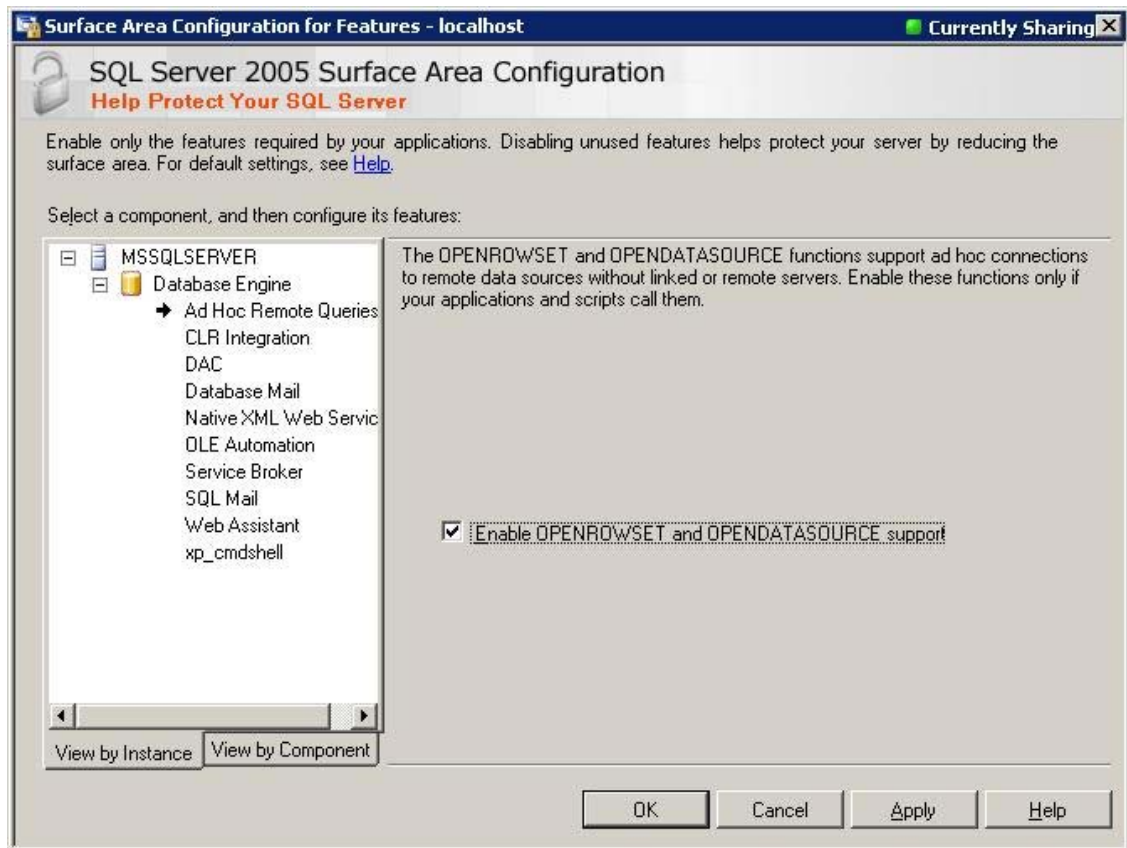 Surface Area Configuration for Features - localhost
Currently Sharing
SQL Server 2005 Surface Area Configuration
Help Protect Your SQL Server
Enable only the features required by your applications. Disabling unused features helps protect your server by reducing the
surface area. For default settings, see Help.
Select a component, and then configure its features:
MSSQLSERVER
Database Engine
Ad Hoc Remote Queries
CLR Integration
DAC
Database Mail
Native XML Web Servic
OLE Automation
Service Broker
SQL Mail
Web Assistant
xp_cmdshell
View by Instance
View by Component
The OPENROWSET and OPENDATASOURCE functions support ad hoc connections
to remote data sources without linked or remote servers. Enable these functions only if
your applications and scripts call them.
Enable OPENROWSET and OPENDATASOURCE support
OK
Cancel
Apply
Help